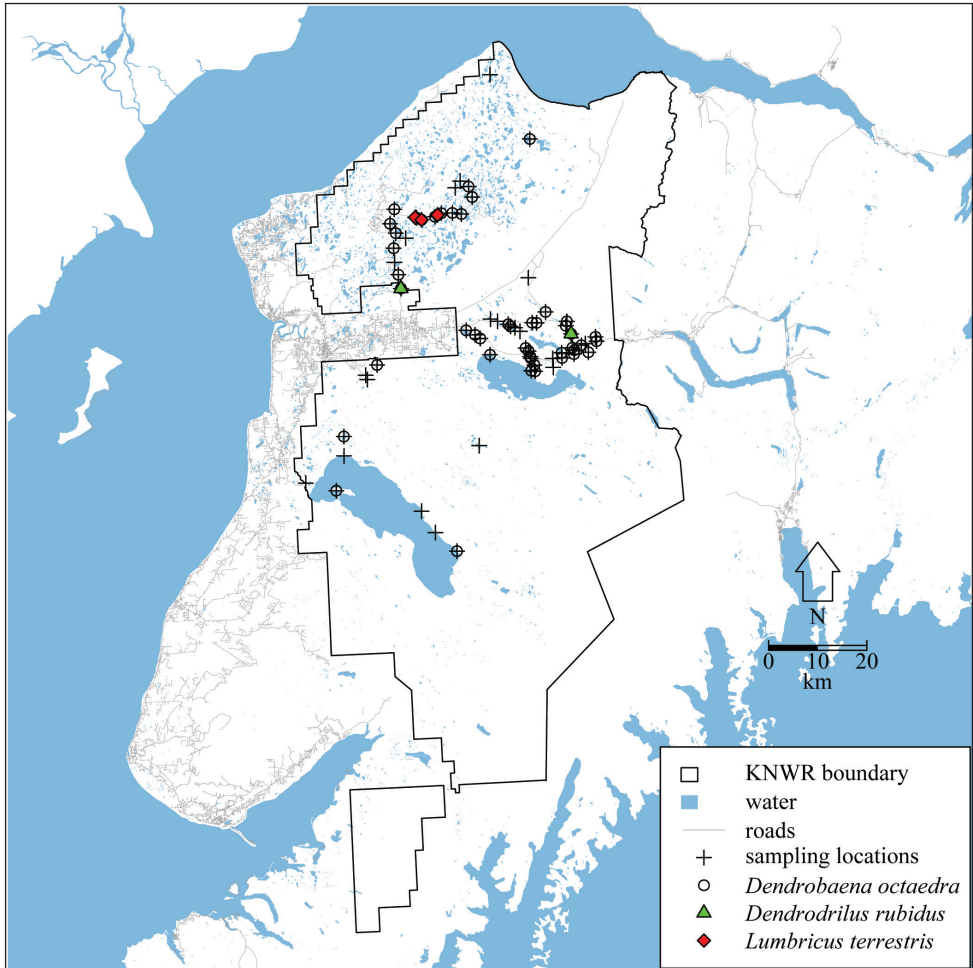 N
0 10 20
km
KNWR boundary
water
roads
sampling locations
Dendrobaena octaedra
Dendrodrilus rubidus
Lumbricus terrestris